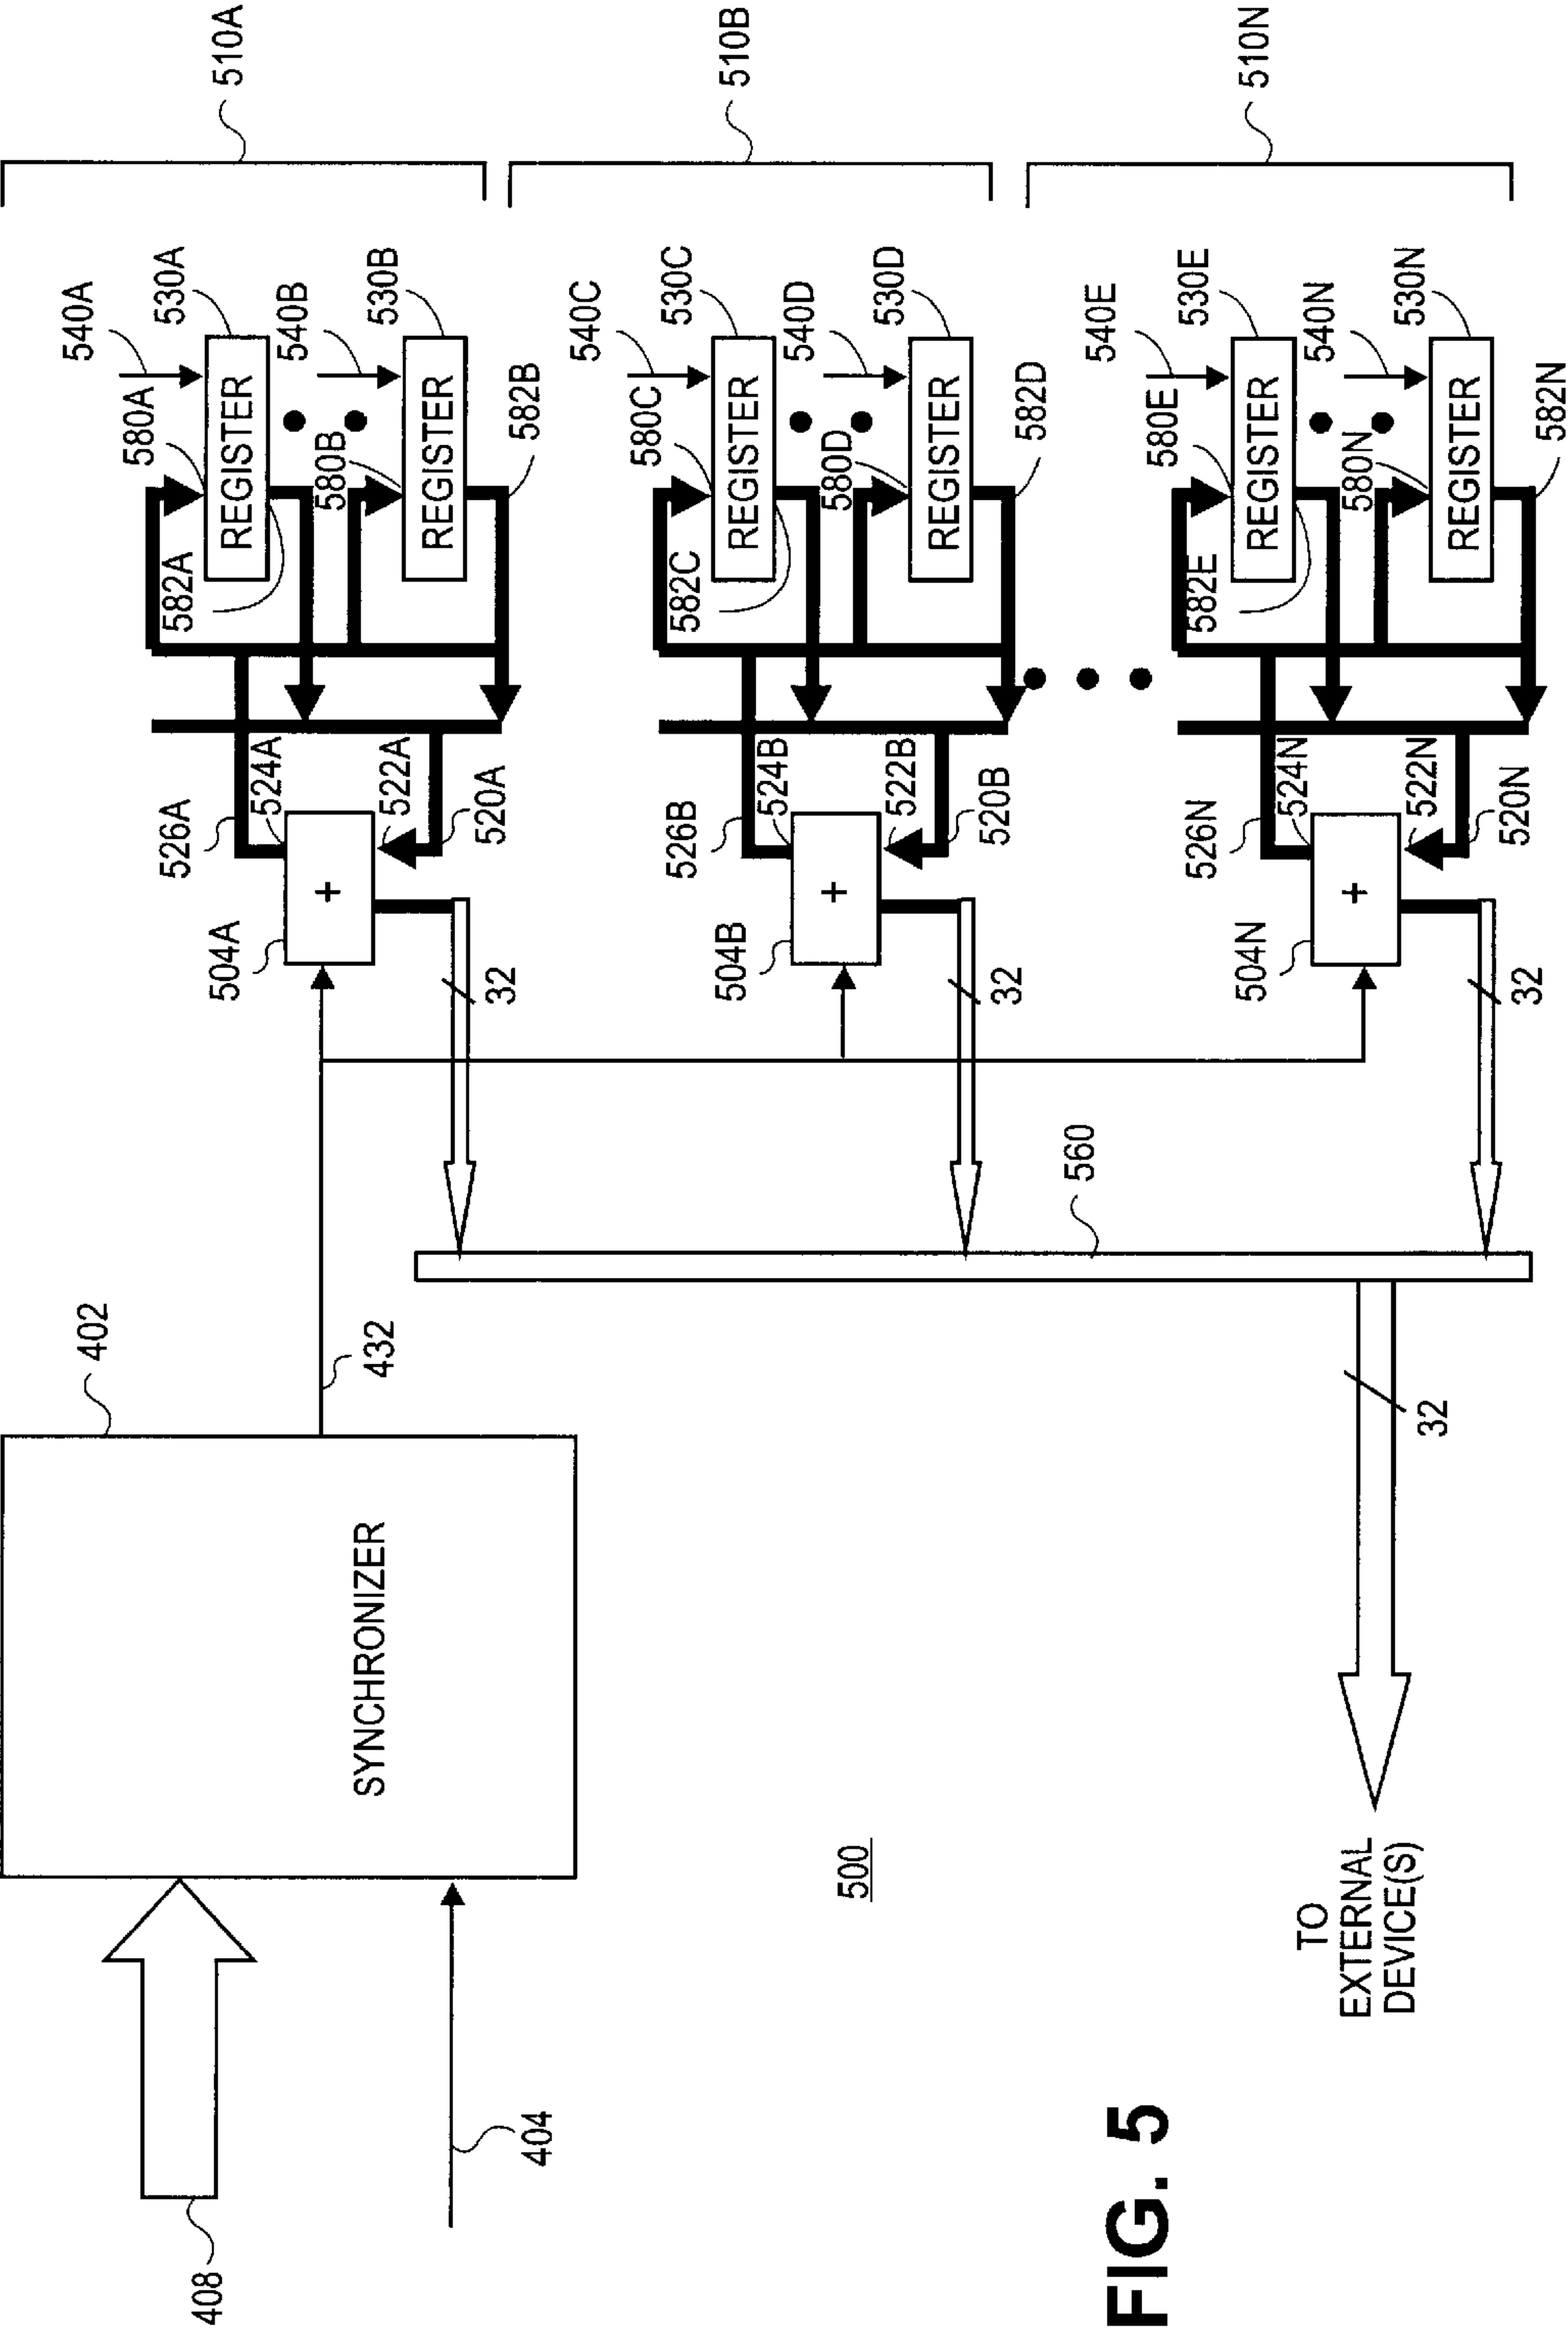 510A
510B
510N
540A
530A
580A
REGISTER
582A
540B
530B
580B
REGISTER
582B
540C
530C
580C
REGISTER
582C
540D
530D
580D
REGISTER
582D
540E
530E
580E
REGISTER
582E
540N
530N
580N
REGISTER
582N
526A
524A
522A
520A
504A
+
32
526B
524B
522B
520B
504B
+
32
526N
524N
522N
520N
504N
+
32
560
402
432
SYNCHRONIZER
32
408
404
500
TO
EXTERNAL
DEVICE(S)
FIG. 5